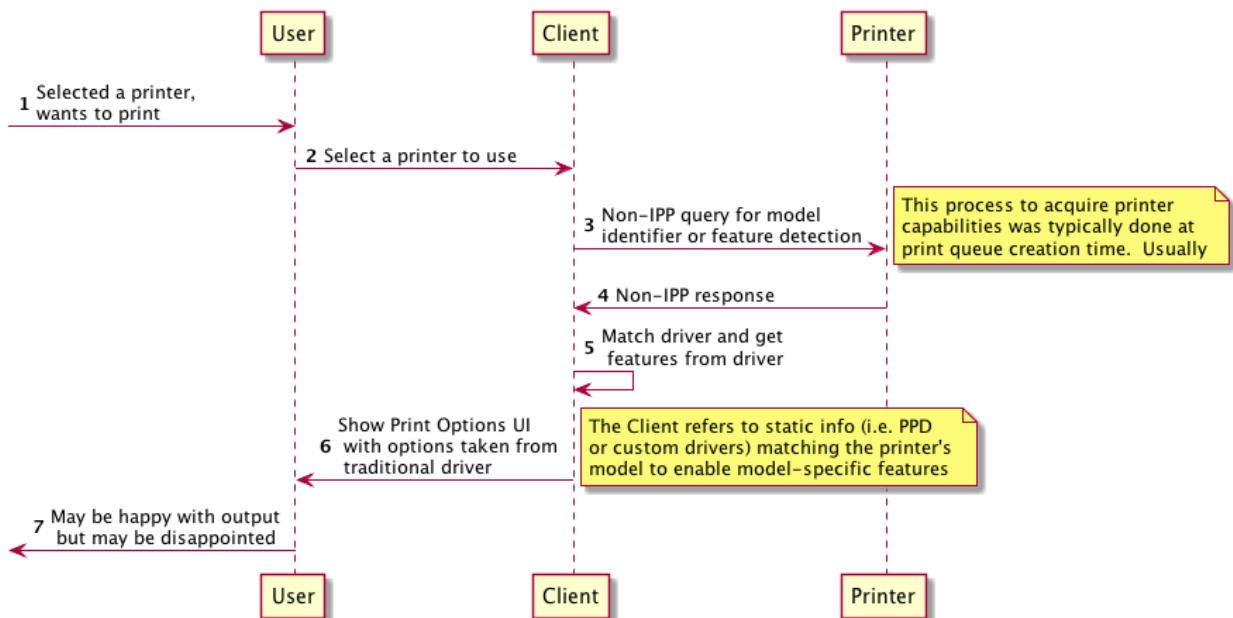 User Client Printer
1 Selected a printer,
wants to print
2 Select a printer to use
3 Non-IPP query for model
identifier or feature detection
This process to acquire printer
capabilities was typically done at
print queue creation time. Usually
4 Non-IPP response
5 Match driver and get
features from driver
6 Show Print Options UI
with options taken from
traditional driver
The Client refers to static info (i.e. PPD
or custom drivers) matching the printer's
model to enable model-specific features
7 May be happy with output
but may be disappointed
User Client Printer